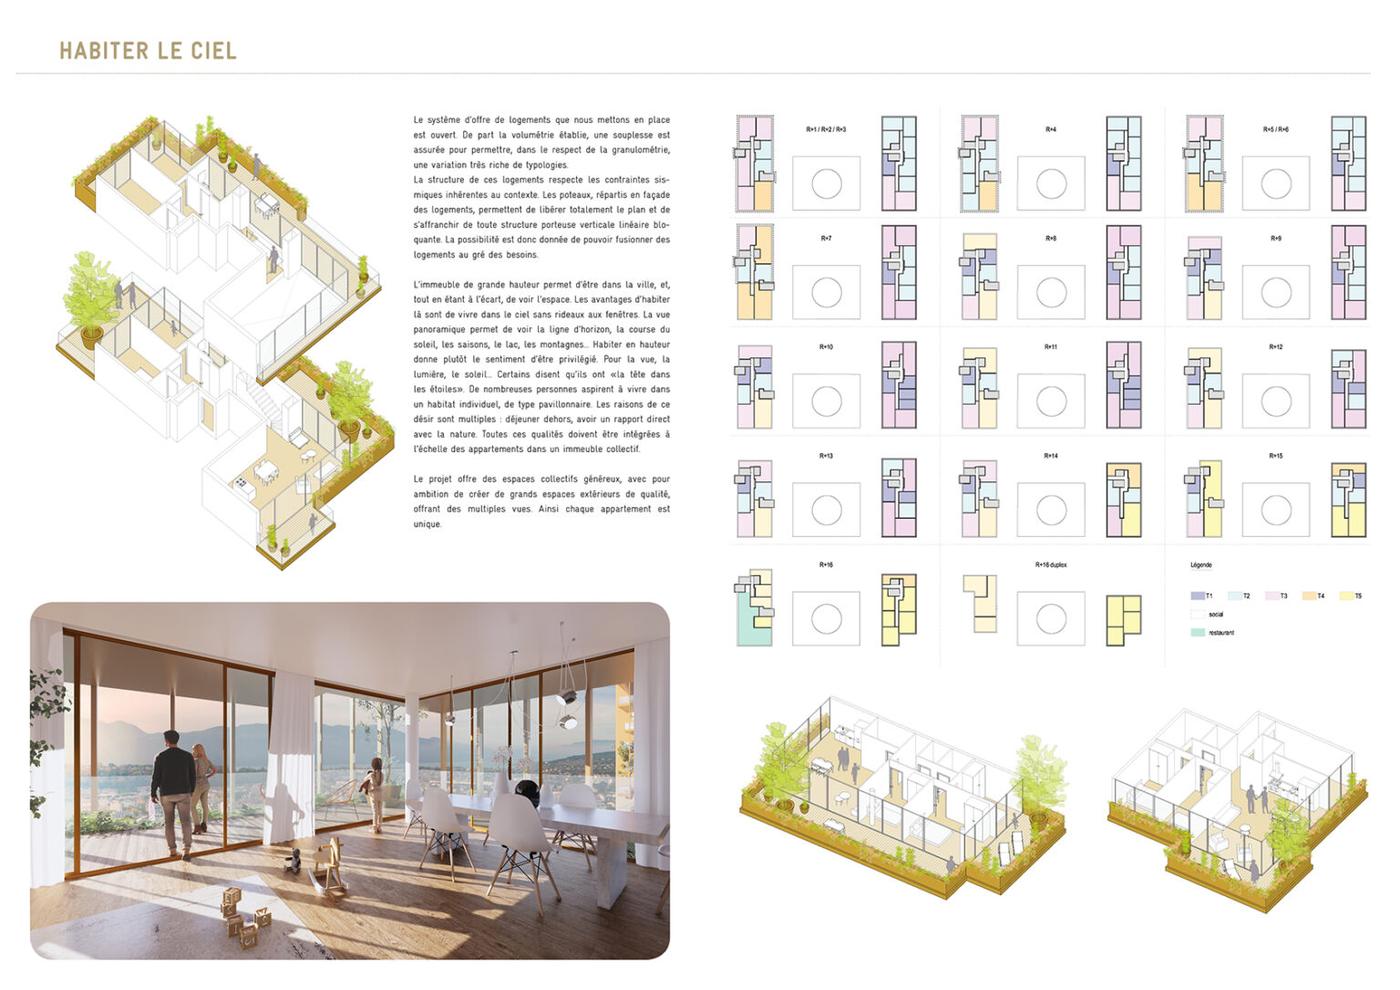 HABITER LE CIEL
Le système d'offre de logements que nous mettons en place
est ouvert. De part la volumétrie établie, une souplesse est
assurée pour permettre, dans le respect de la granulométrie,
une variation très riche de typologies.
La structure de ces logements respecte les contraintes sis-
miques inhérentes au contexte. Les poteaux, répartis en façade
des logements, permettent de libérer totalement le plan et de
s'affranchir de toute structure porteuse verticale linéaire blo-
quante. La possibilité est donc donnée de pouvoir fusionner des
logements au gré des besoins.
L'immeuble de grande hauteur permet d'être dans la ville, et,
tout en étant à l'écart, de voir l'espace. Les avantages d'habiter
là sont de vivre dans le ciel sans rideaux aux fenêtres. La vue
panoramique permet de voir la ligne d'horizon, la course du
soleil, les saisons, le lac, les montagnes... Habiter en hauteur
donne plutôt le sentiment d'être privilégié. Pour la vue, la
lumière, le soleil... Certains disent qu'ils ont «la tête dans
les étoiles». De nombreuses personnes aspirent à vivre dans
un habitat individuel, de type pavillonnaire. Les raisons de ce
désir sont multiples : déjeuner dehors, avoir un rapport direct
avec la nature. Toutes ces qualités doivent être intégrées à
l'échelle des appartements dans un immeuble collectif.
Le projet offre des espaces collectifs généreux, avec pour
ambition de créer de grands espaces extérieurs de qualité,
offrant des multiples vues. Ainsi chaque appartement est
unique.
R+1 / R+2 / R+3
R+4
R+5 / R+6
R+7
R+8
R+9
R+10
R+11
R+12
R+13
R+14
R+15
R+16
R+16 duplex
Légende
T1 T2 T3 T4 T5
social
restaurant